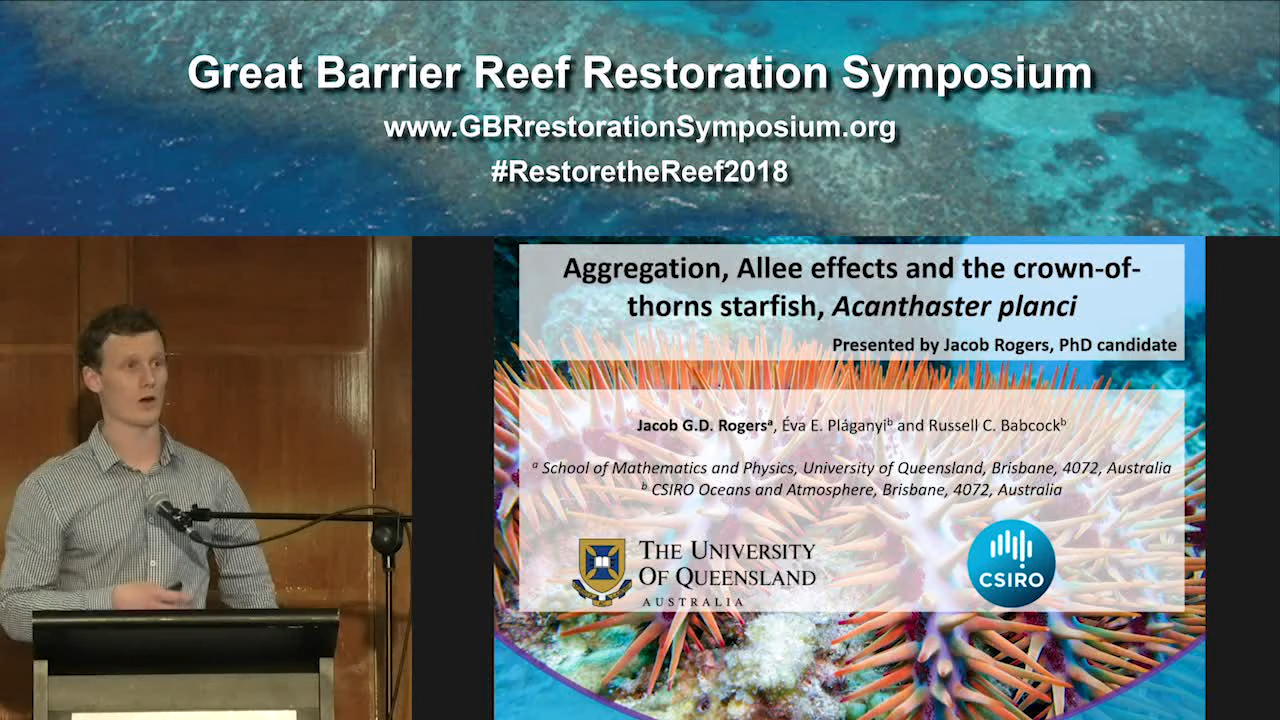 Great Barrier Reef Restoration Symposium
www.GBRrestorationSymposium.org
#RestoretheReef2018
Aggregation, Allee effects and the crown-of-
thorns starfish, Acanthaster planci
Presented by Jacob Rogers, PhD candidate
Jacob G.D. Rogersᵃ, Éva E. Pláganyiᵇ and Russell C. Babcockᵇ
ᵃ School of Mathematics and Physics, University of Queensland, Brisbane, 4072, Australia
ᵇ CSIRO Oceans and Atmosphere, Brisbane, 4072, Australia
THE UNIVERSITY
OF QUEENSLAND
AUSTRALIA
CSIRO